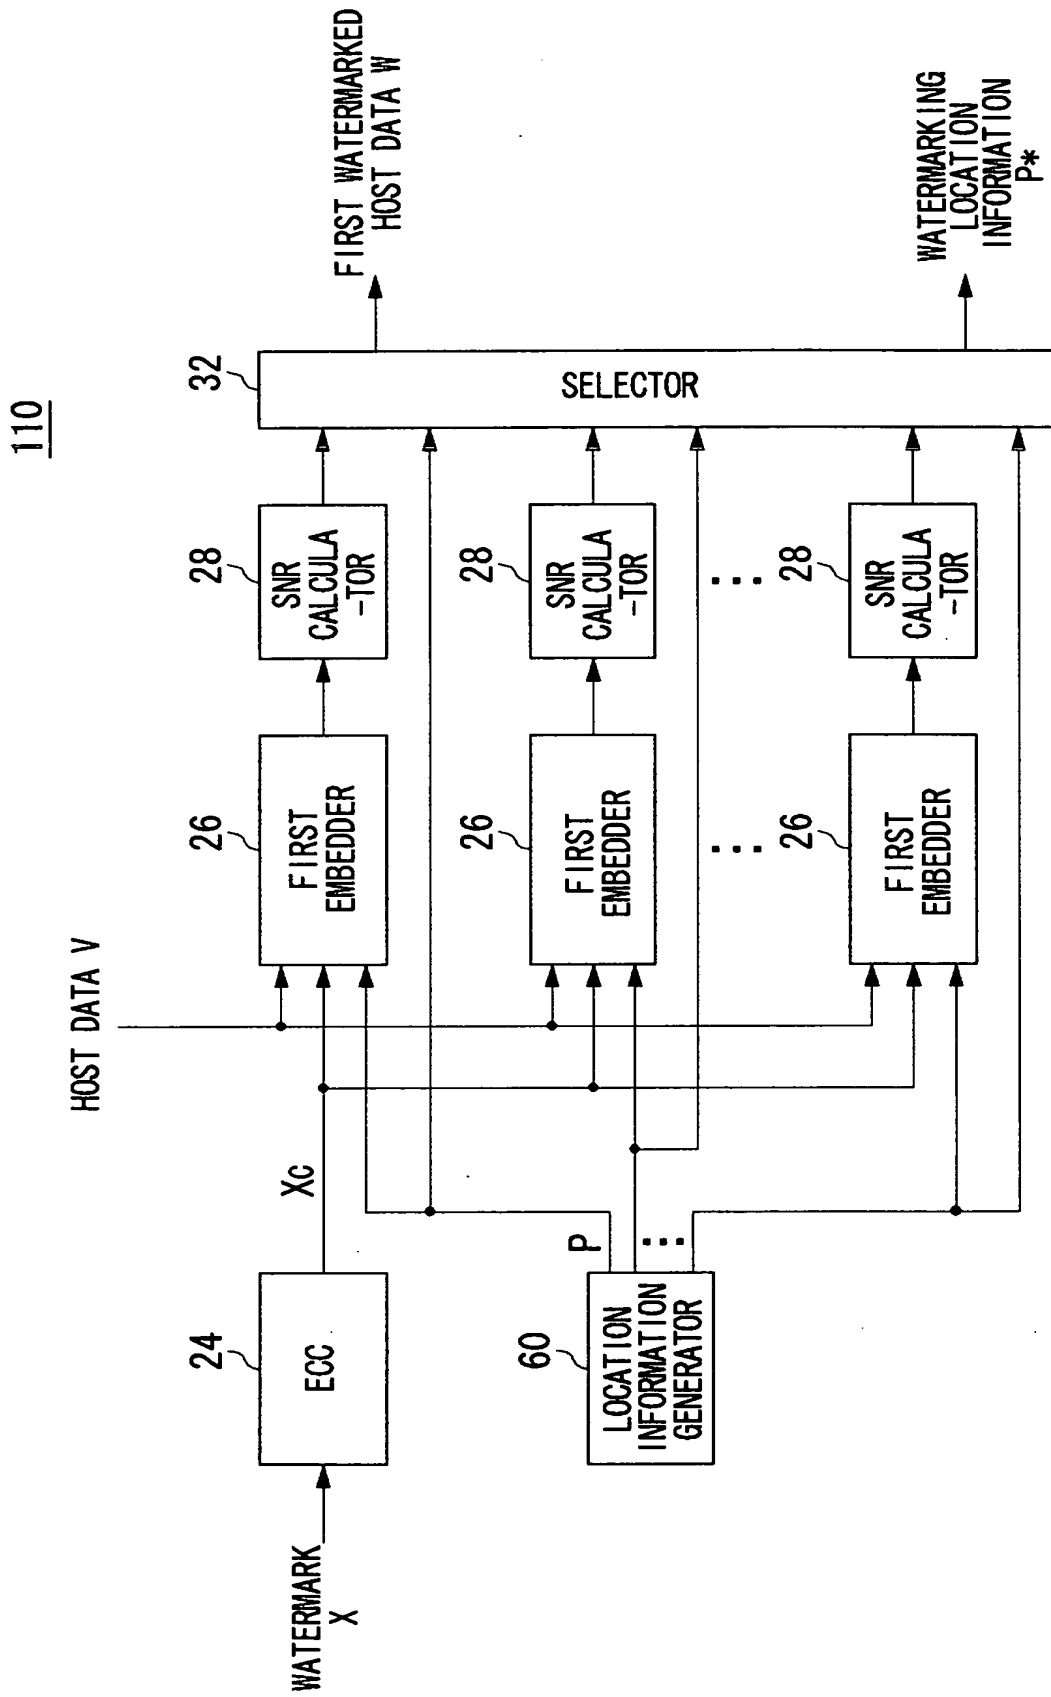 110
HOST DATA V
WATERMARK
X
24
ECC
Xc
26
FIRST
EMBEDDER
28
SNR
CALCULA
-TOR
32
SELECTOR
FIRST WATERMARKED
HOST DATA W
60
LOCATION
INFORMATION
GENERATOR
P
...
26
FIRST
EMBEDDER
28
SNR
CALCULA
-TOR
...
...
26
FIRST
EMBEDDER
28
SNR
CALCULA
-TOR
WATERMARKING
LOCATION
INFORMATION
P*